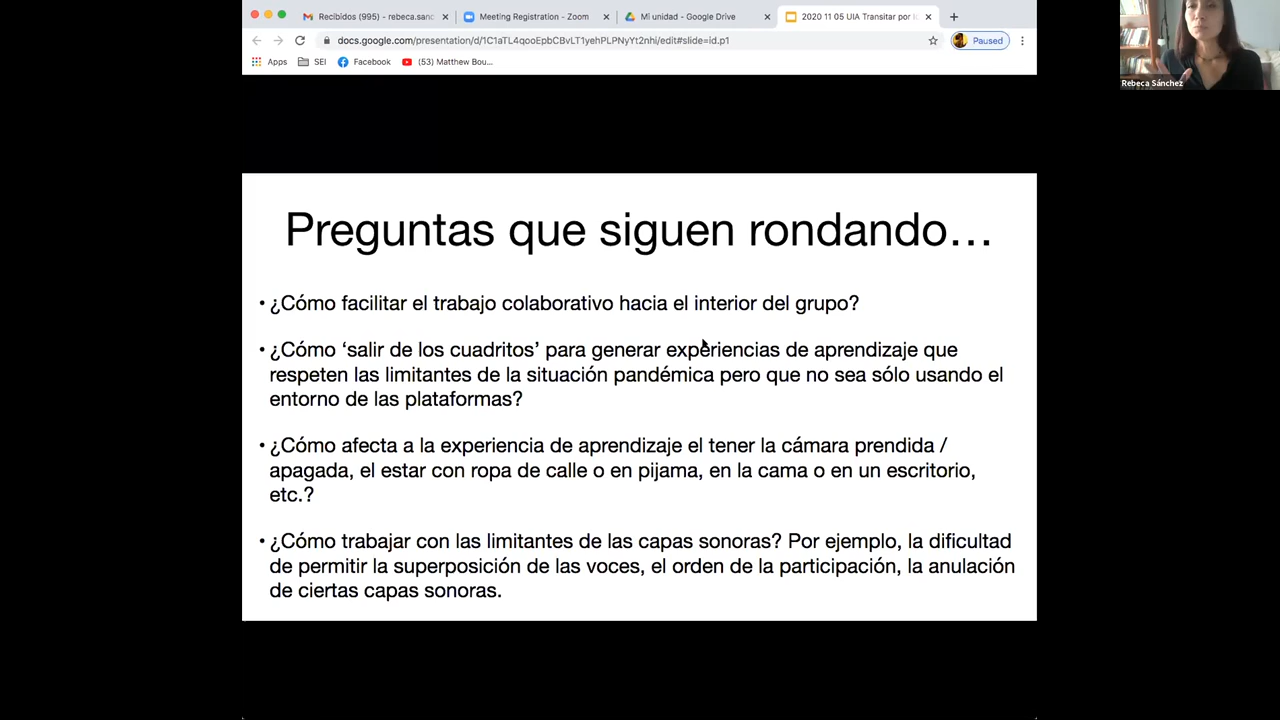 Recibidos (995) - rebeca.sanc
Meeting Registration - Zoom
Mi unidad - Google Drive
2020 11 05 UIA Transitar por l
docs.google.com/presentation/d/1C1aTL4qooEpbCBvLT1yehPLPNyYt2nhi/edit#slide=id.p1
Paused
Apps
SEI
Facebook
(53) Matthew Bou...
Rebeca Sánchez
Preguntas que siguen rondando…
• ¿Cómo facilitar el trabajo colaborativo hacia el interior del grupo?
• ¿Cómo ‘salir de los cuadritos’ para generar experiencias de aprendizaje que
respeten las limitantes de la situación pandémica pero que no sea sólo usando el
entorno de las plataformas?
• ¿Cómo afecta a la experiencia de aprendizaje el tener la cámara prendida /
apagada, el estar con ropa de calle o en pijama, en la cama o en un escritorio,
etc.?
• ¿Cómo trabajar con las limitantes de las capas sonoras? Por ejemplo, la dificultad
de permitir la superposición de las voces, el orden de la participación, la anulación
de ciertas capas sonoras.